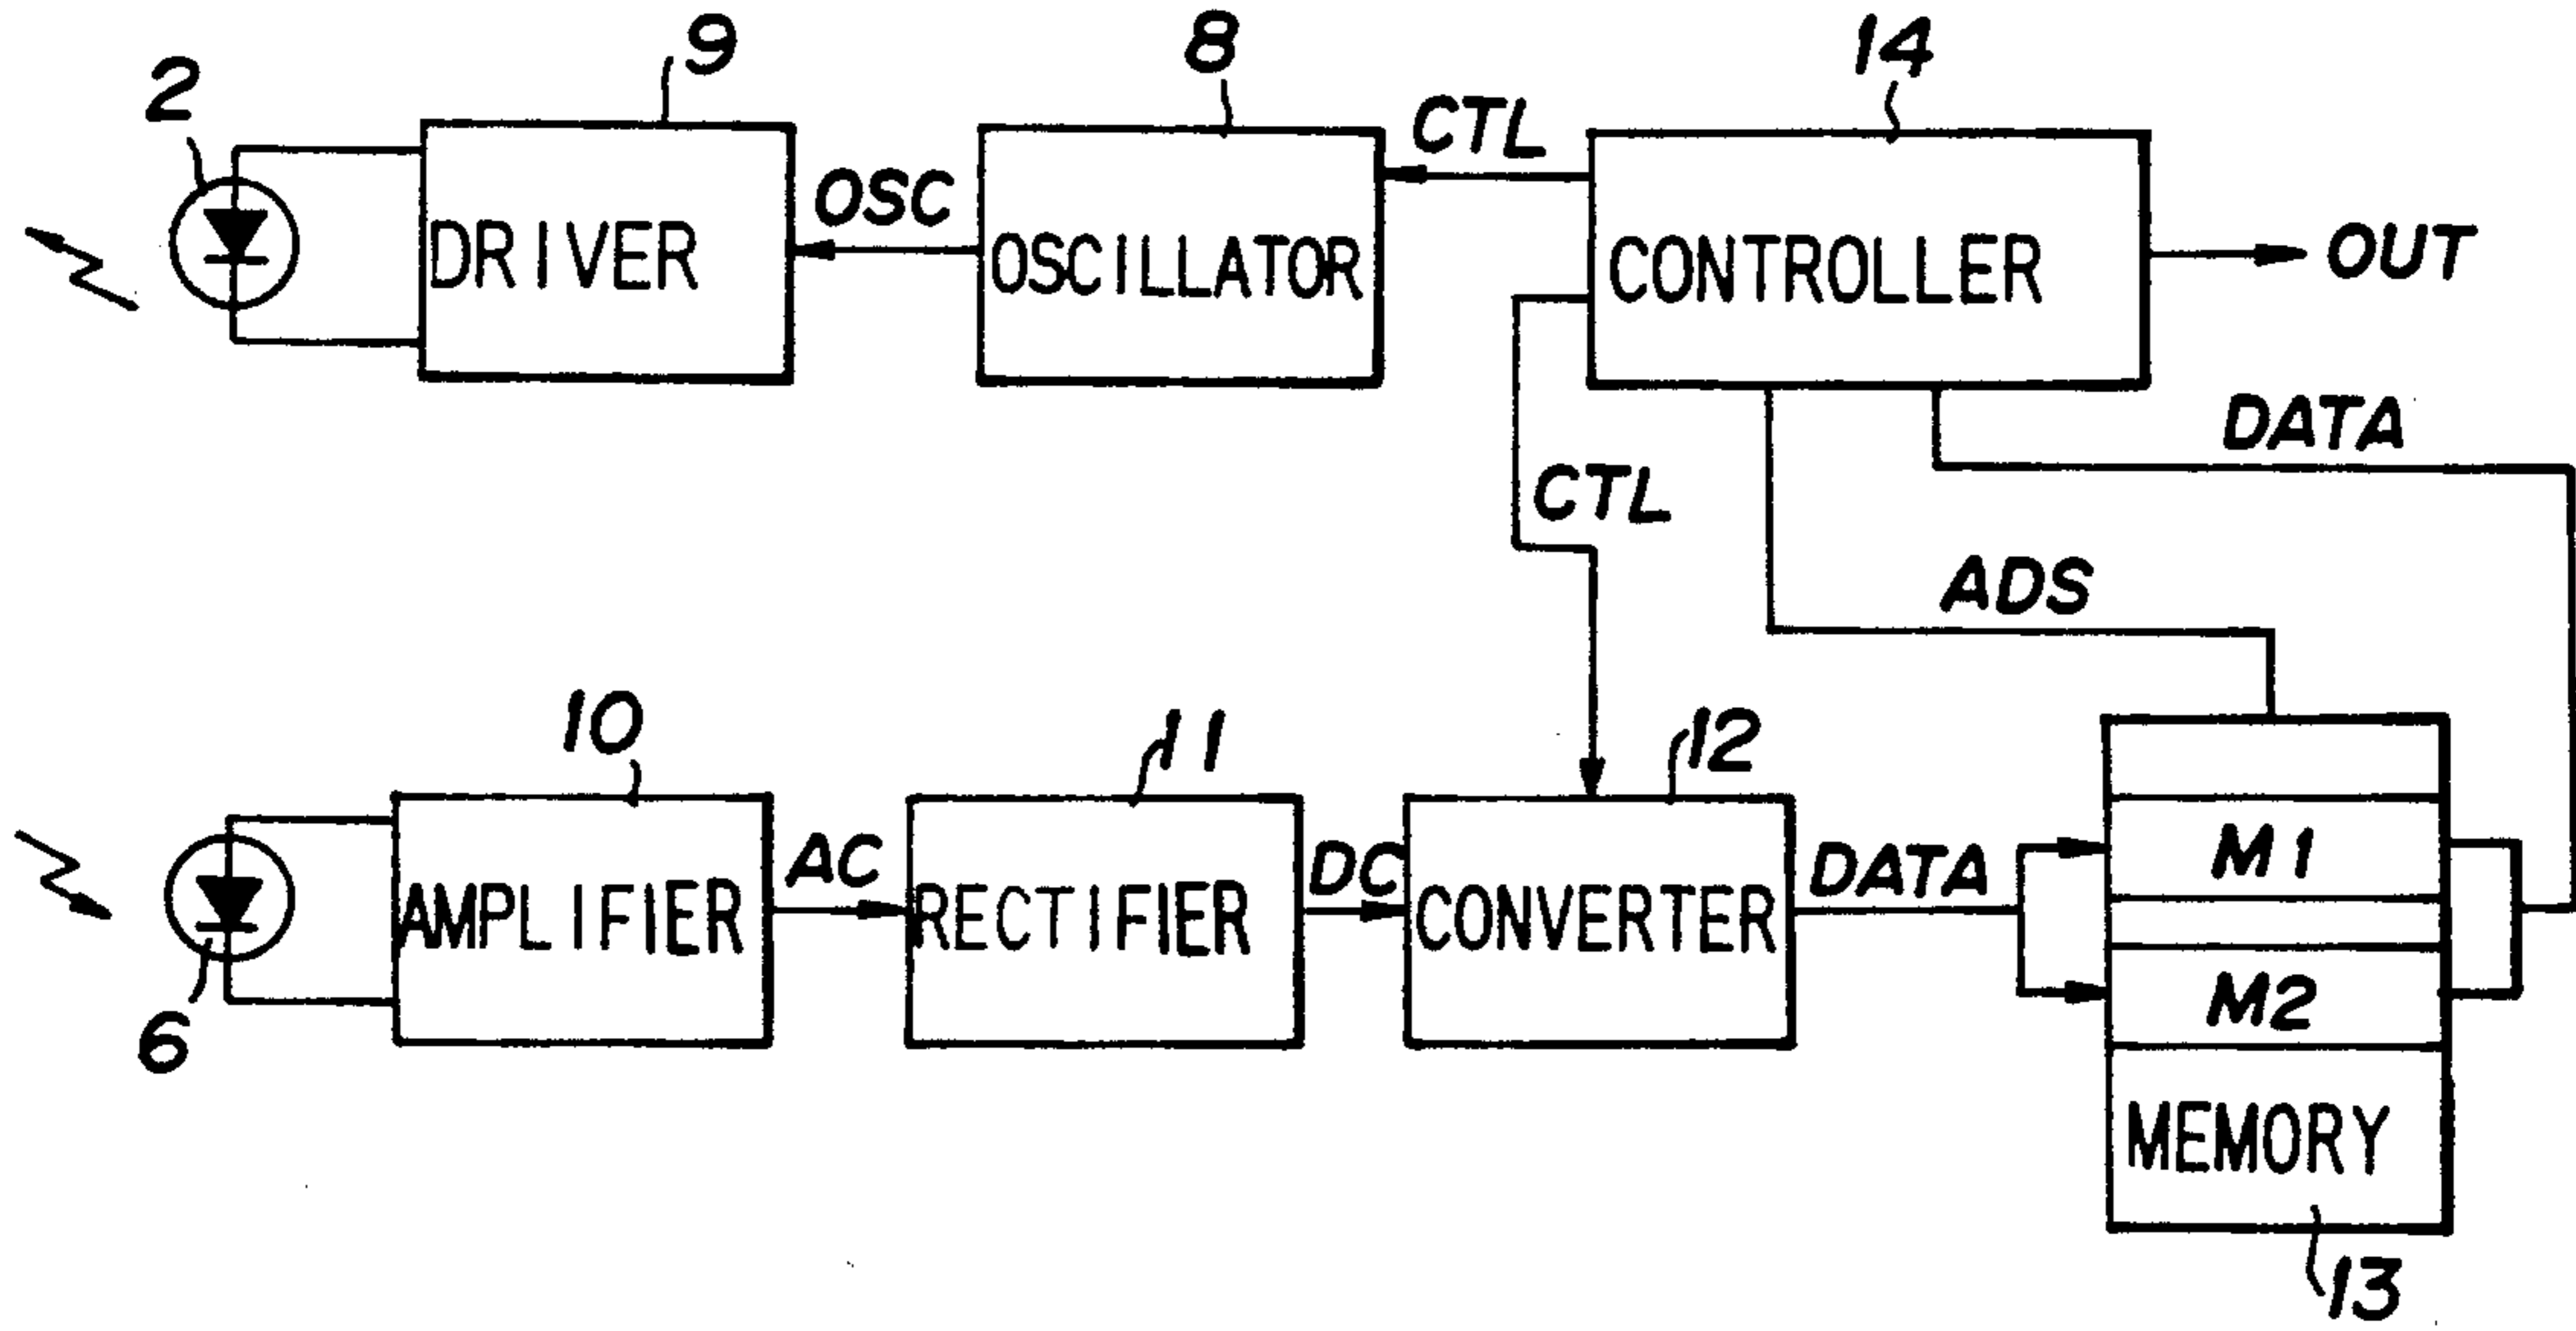 2
9
8
14
DRIVER
OSC
OSCILLATOR
CTL
CONTROLLER
OUT
CTL
DATA
ADS
10
11
12
6
AMPLIFIER
AC
RECTIFIER
DC
CONVERTER
DATA
M1
M2
MEMORY
13